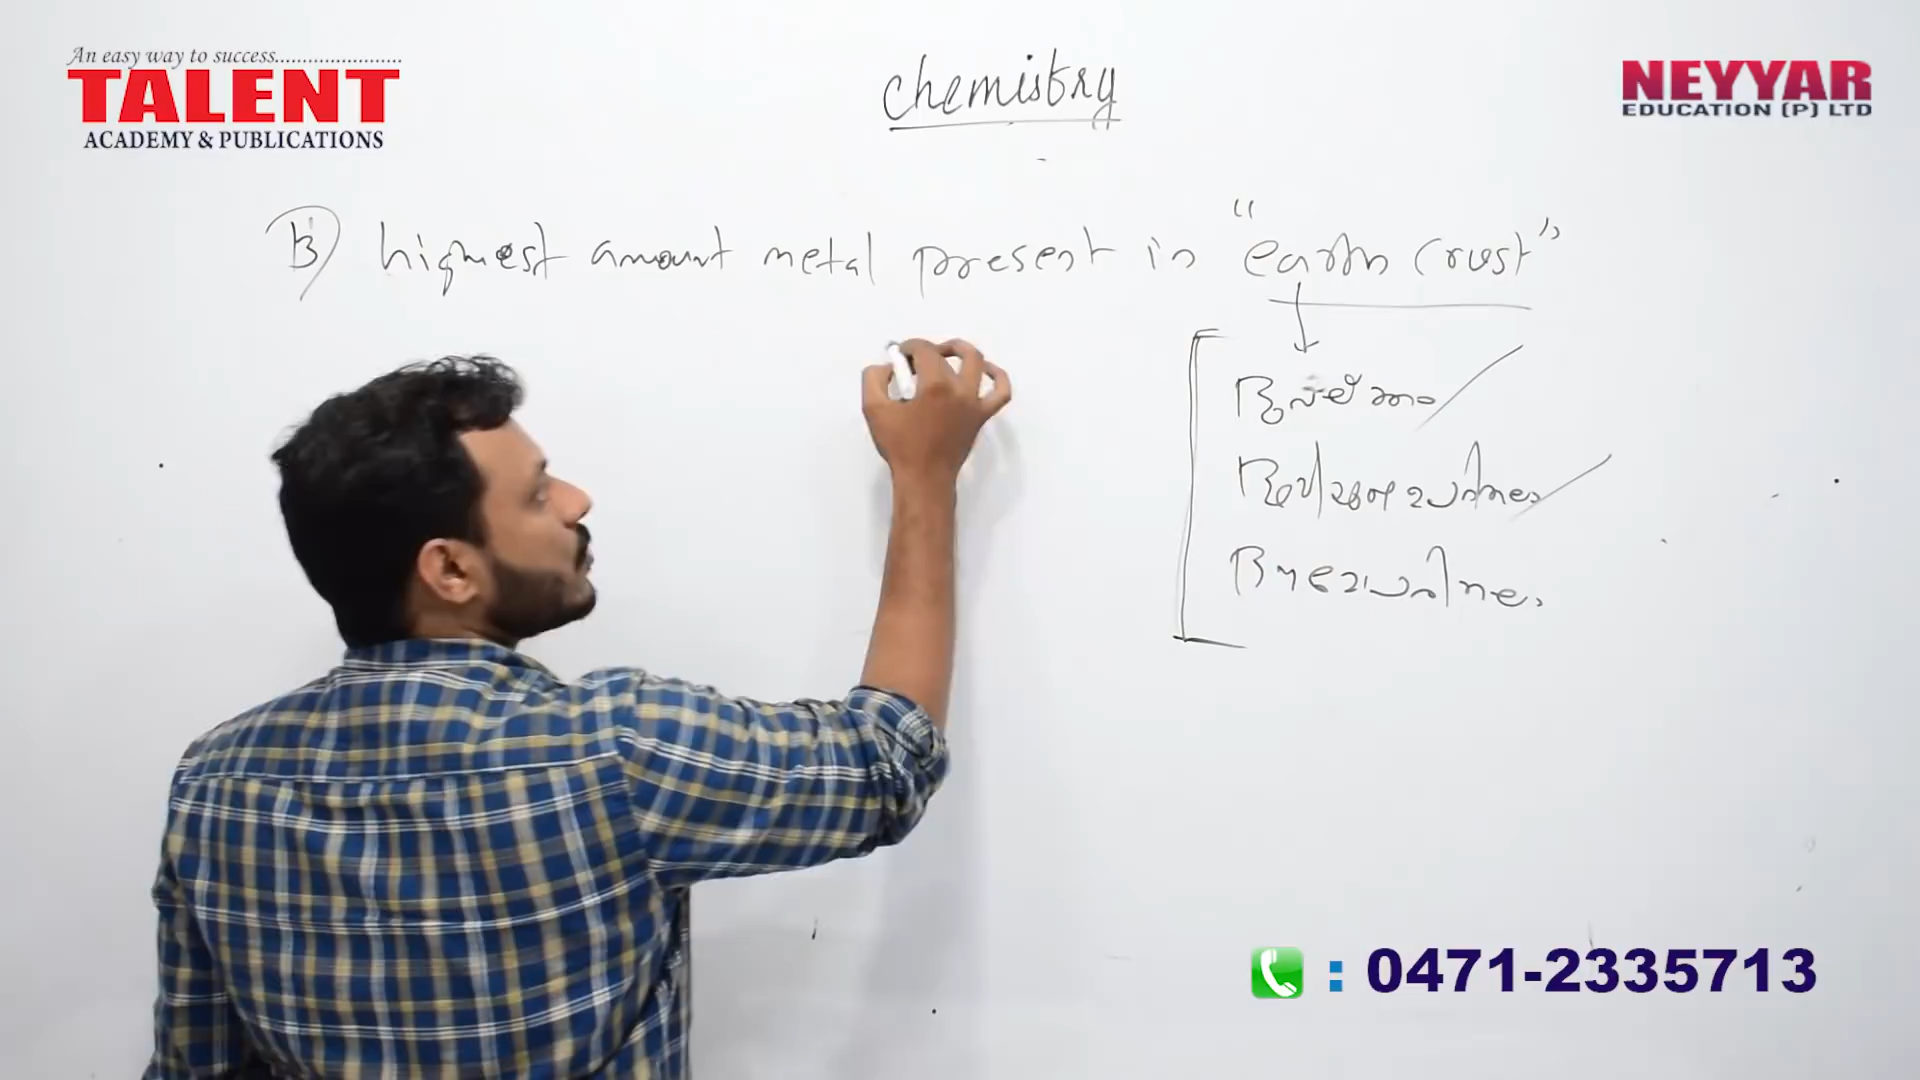 An easy way to success.......................
TALENT
ACADEMY & PUBLICATIONS
chemistry
NEYYAR
EDUCATION (P) LTD
B) highest amount metal present in "earth crust"
: 0471-2335713